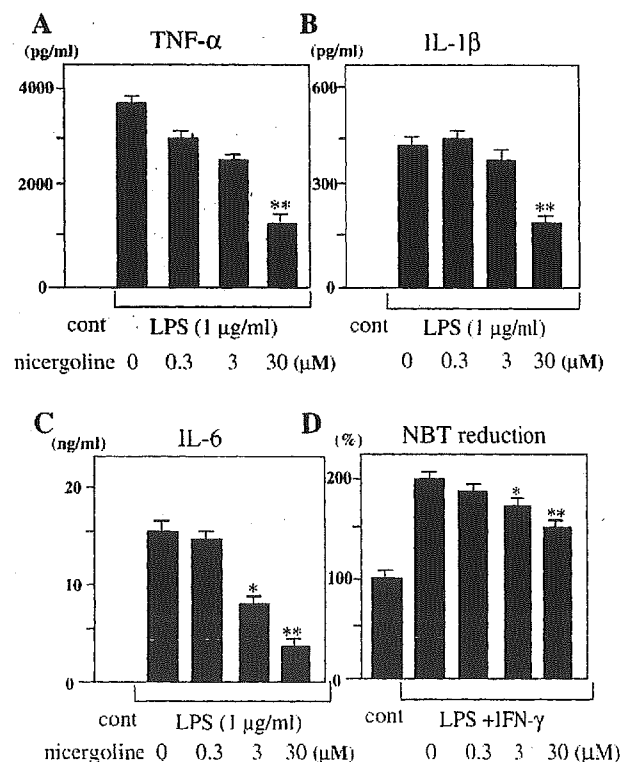 A TNF-α
(pg/ml)
4000
2000
0
**
cont LPS (1 μg/ml)
nicergoline 0 0.3 3 30 (μM)
B IL-1β
(pg/ml)
600
300
0
**
cont LPS (1 μg/ml)
0 0.3 3 30 (μM)
C IL-6
(ng/ml)
20
10
0
*
**
cont LPS (1 μg/ml)
nicergoline 0 0.3 3 30 (μM)
D NBT reduction
(%)
200
100
0
*
**
cont LPS +IFN-γ
0 0.3 3 30 (μM)